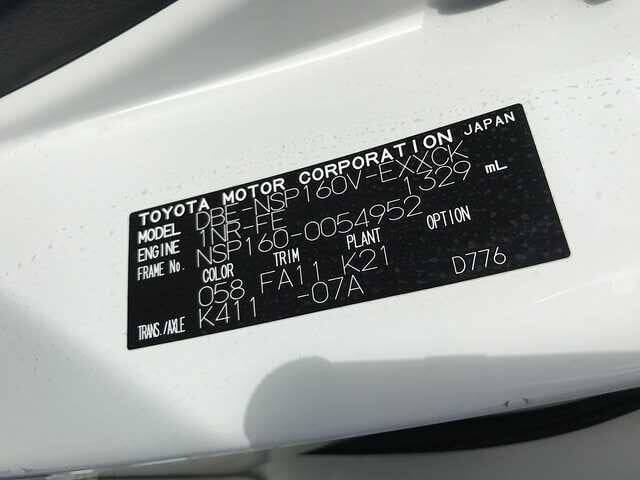 TOYOTA MOTOR CORPORATION JAPAN
MODEL DBE-NSP160V-EXXCK
ENGINE 1NR-FE 1329 mL
FRAME No. NSP160-0054952
COLOR TRIM PLANT OPTION
058 FA11 K21
TRANS./AXLE K411 -07A D776